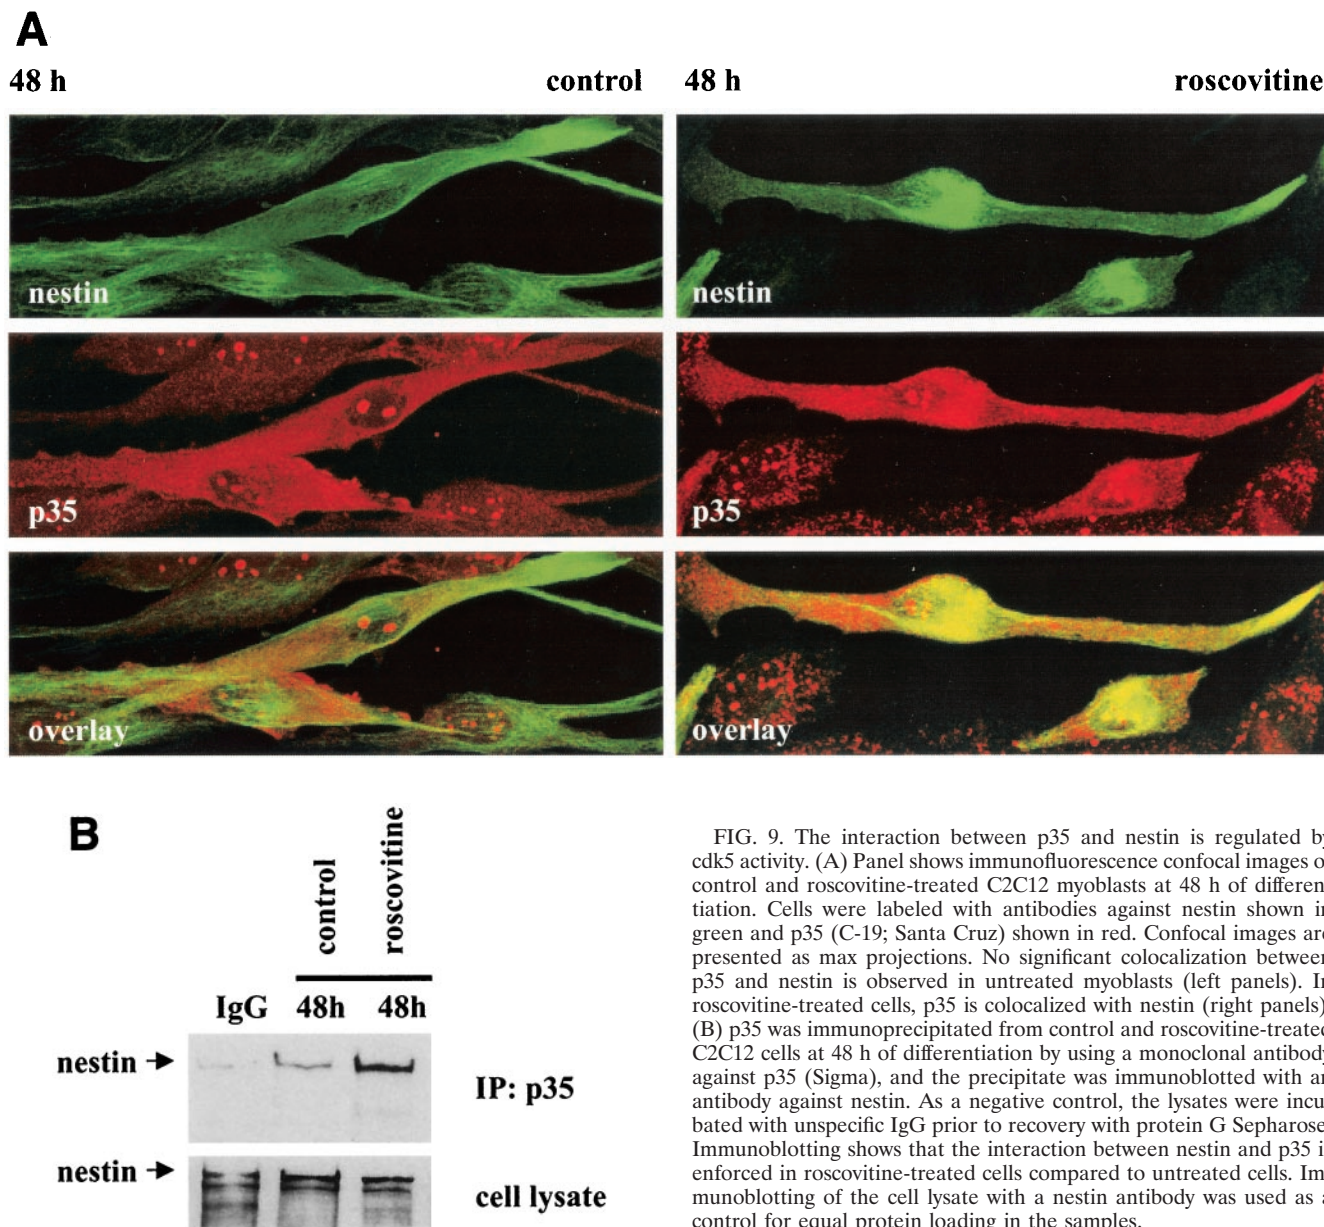 A
48 h control 48 h roscovitine
nestin nestin
p35 p35
overlay overlay
B
control
roscovitine
IgG 48h 48h
nestin
IP: p35
nestin
cell lysate
FIG. 9. The interaction between p35 and nestin is regulated by
cdk5 activity. (A) Panel shows immunofluorescence confocal images o
control and roscovitine-treated C2C12 myoblasts at 48 h of differen
tiation. Cells were labeled with antibodies against nestin shown in
green and p35 (C-19; Santa Cruz) shown in red. Confocal images are
presented as max projections. No significant colocalization between
p35 and nestin is observed in untreated myoblasts (left panels). In
roscovitine-treated cells, p35 is colocalized with nestin (right panels)
(B) p35 was immunoprecipitated from control and roscovitine-treated
C2C12 cells at 48 h of differentiation by using a monoclonal antibody
against p35 (Sigma), and the precipitate was immunoblotted with an
antibody against nestin. As a negative control, the lysates were incu
bated with unspecific IgG prior to recovery with protein G Sepharose
Immunoblotting shows that the interaction between nestin and p35 i
enforced in roscovitine-treated cells compared to untreated cells. Im
munoblotting of the cell lysate with a nestin antibody was used as a
control for equal protein loading in the samples.